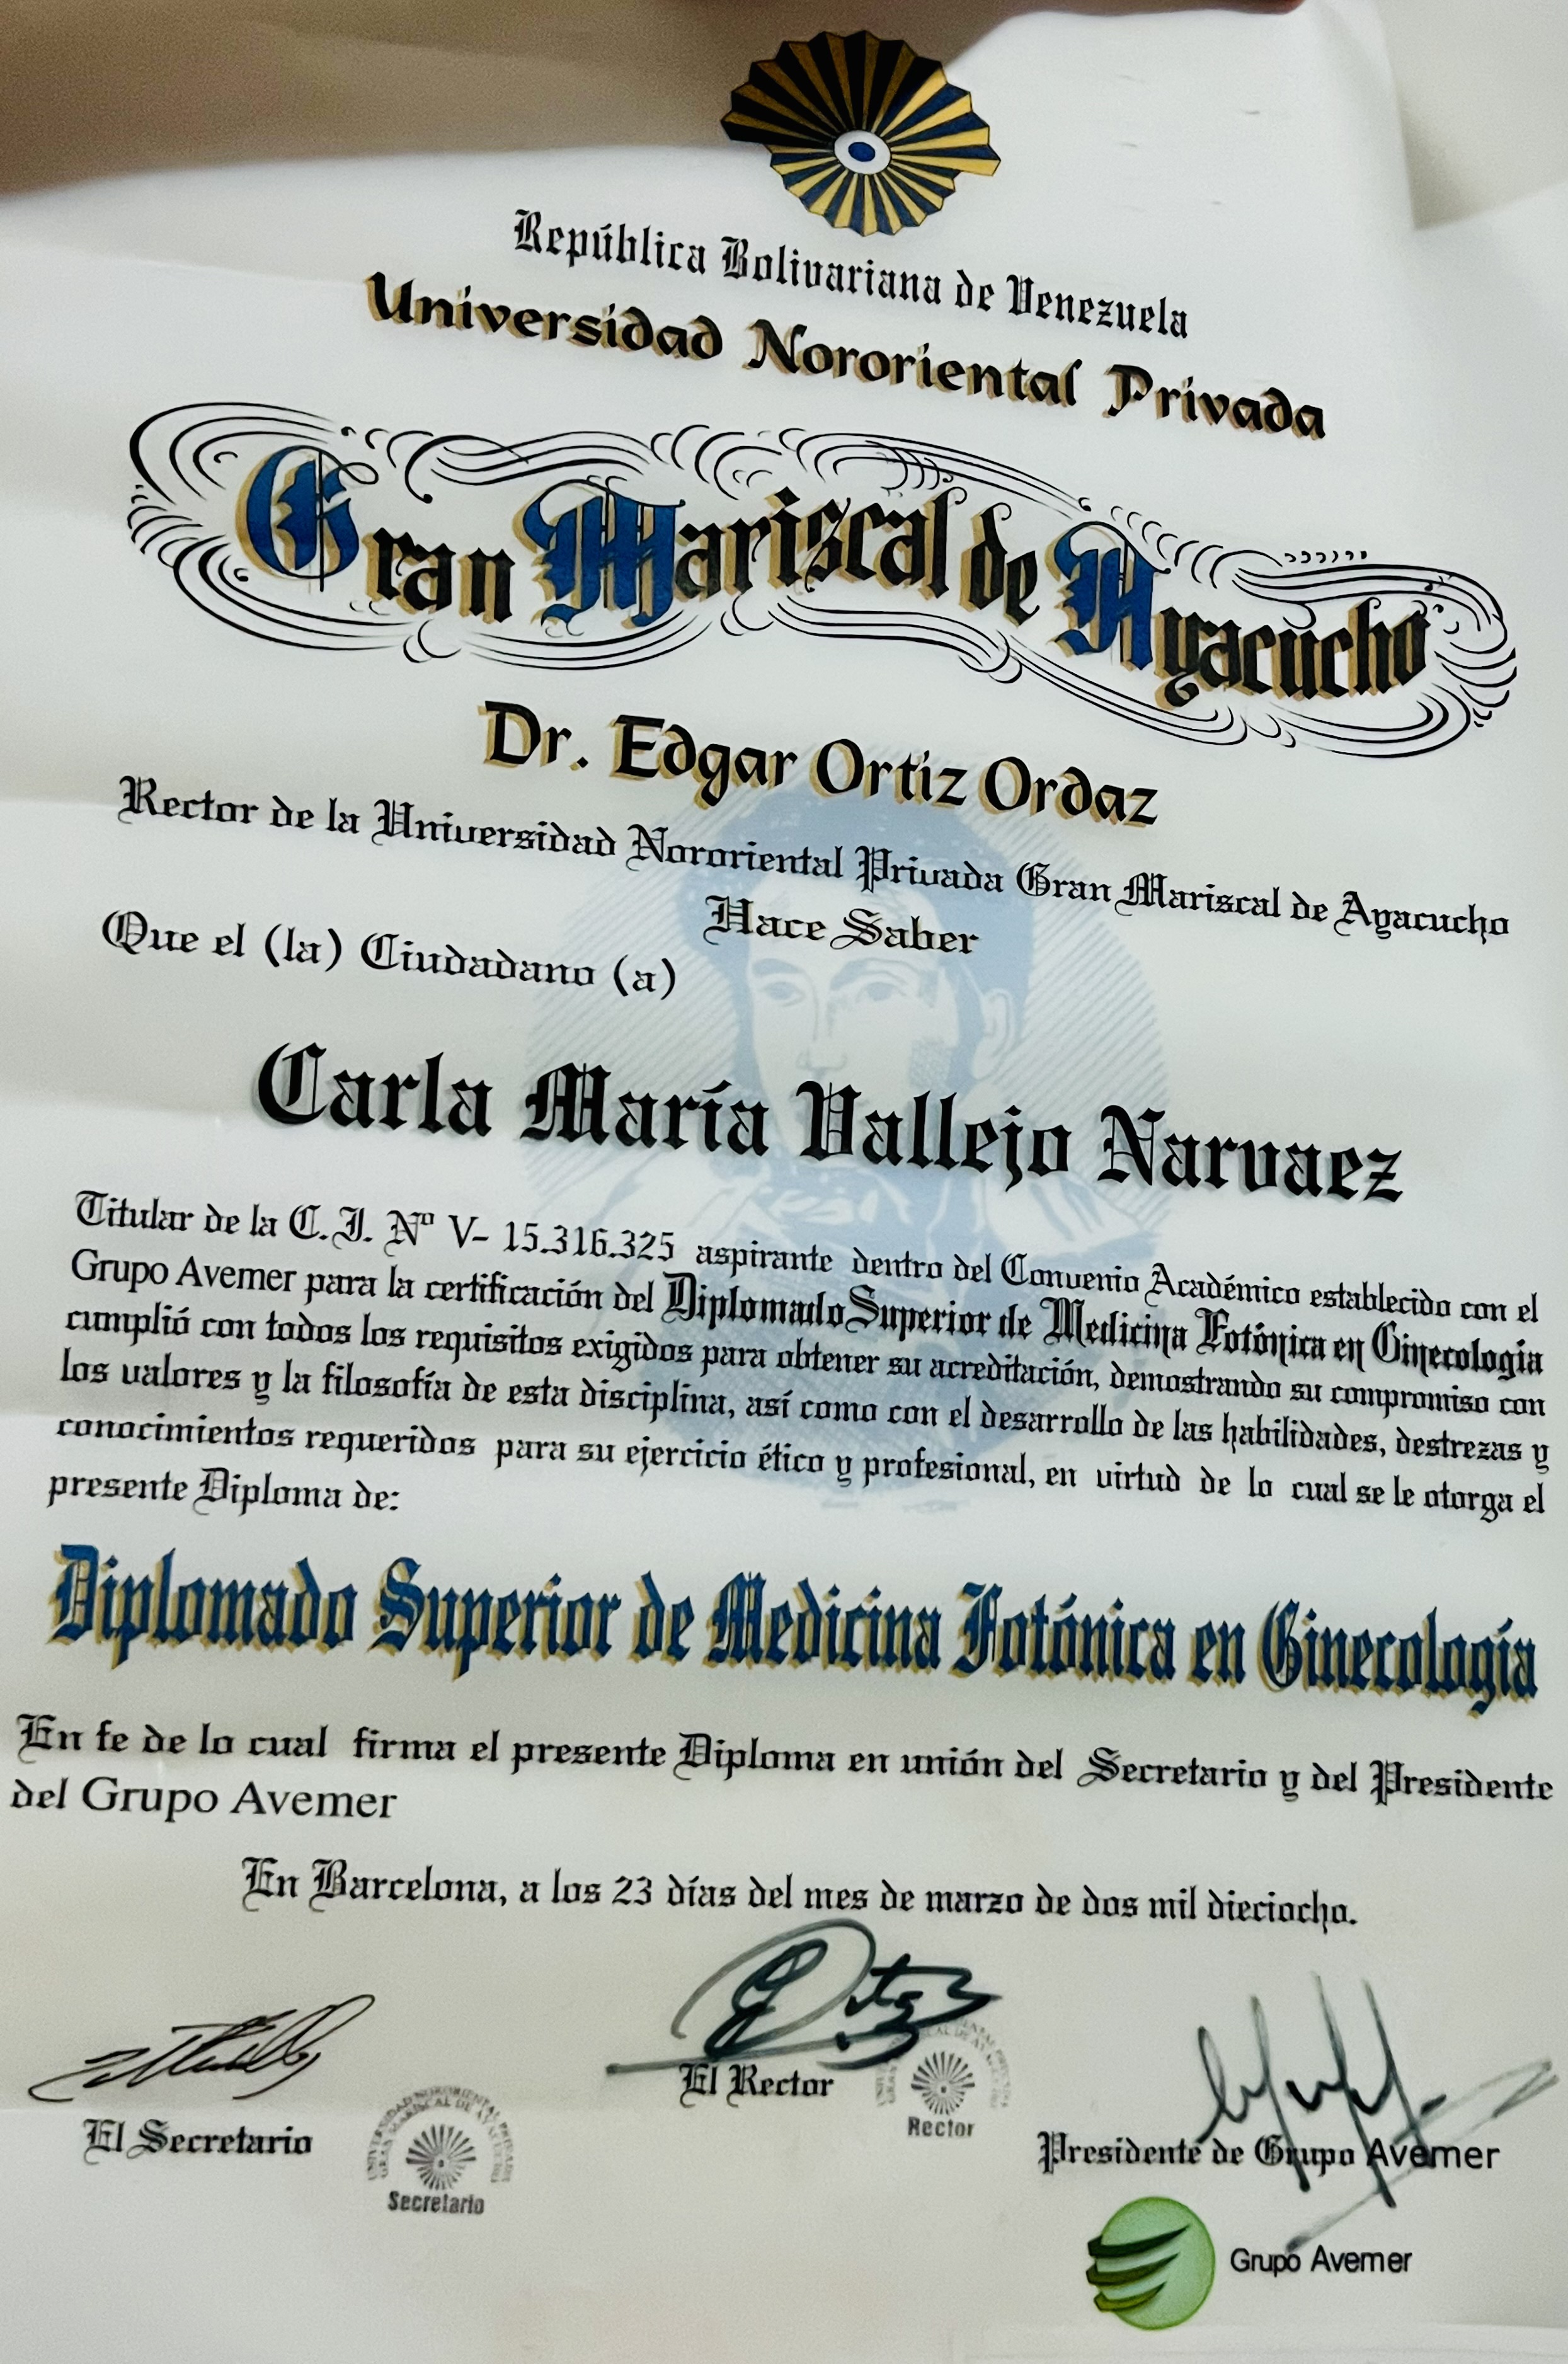 República Bolivariana de Venezuela
Universidad Nororiental Privada
Gran Mariscal de Ayacucho
Dr. Edgar Ortiz Ordaz
Rector de la Universidad Nororiental Privada Gran Mariscal de Ayacucho
Hace Saber
Que el (la) Ciudadano (a)
Carla María Vallejo Narvaez
Titular de la C.I. Nº V- 15.316.325 aspirante dentro del Convenio Académico establecido con el
Grupo Avemer para la certificación del Diplomado Superior de Medicina Fotónica en Ginecología
cumplió con todos los requisitos exigidos para obtener su acreditación, demostrando su compromiso con
los valores y la filosofía de esta disciplina, así como con el desarrollo de las habilidades, destrezas y
conocimientos requeridos para su ejercicio ético y profesional, en virtud de lo cual se le otorga el
presente Diploma de:
Diplomado Superior de Medicina Fotónica en Ginecología
En fe de lo cual firma el presente Diploma en unión del Secretario y del Presidente
del Grupo Avemer
En Barcelona, a los 23 días del mes de marzo de dos mil dieciocho.
El Secretario
UNIVERSIDAD NORORIENTAL PRIVADA
GRAN MARISCAL DE AYACUCHO
Secretario
El Rector
Rector
Presidente de Grupo Avemer
Grupo Avemer